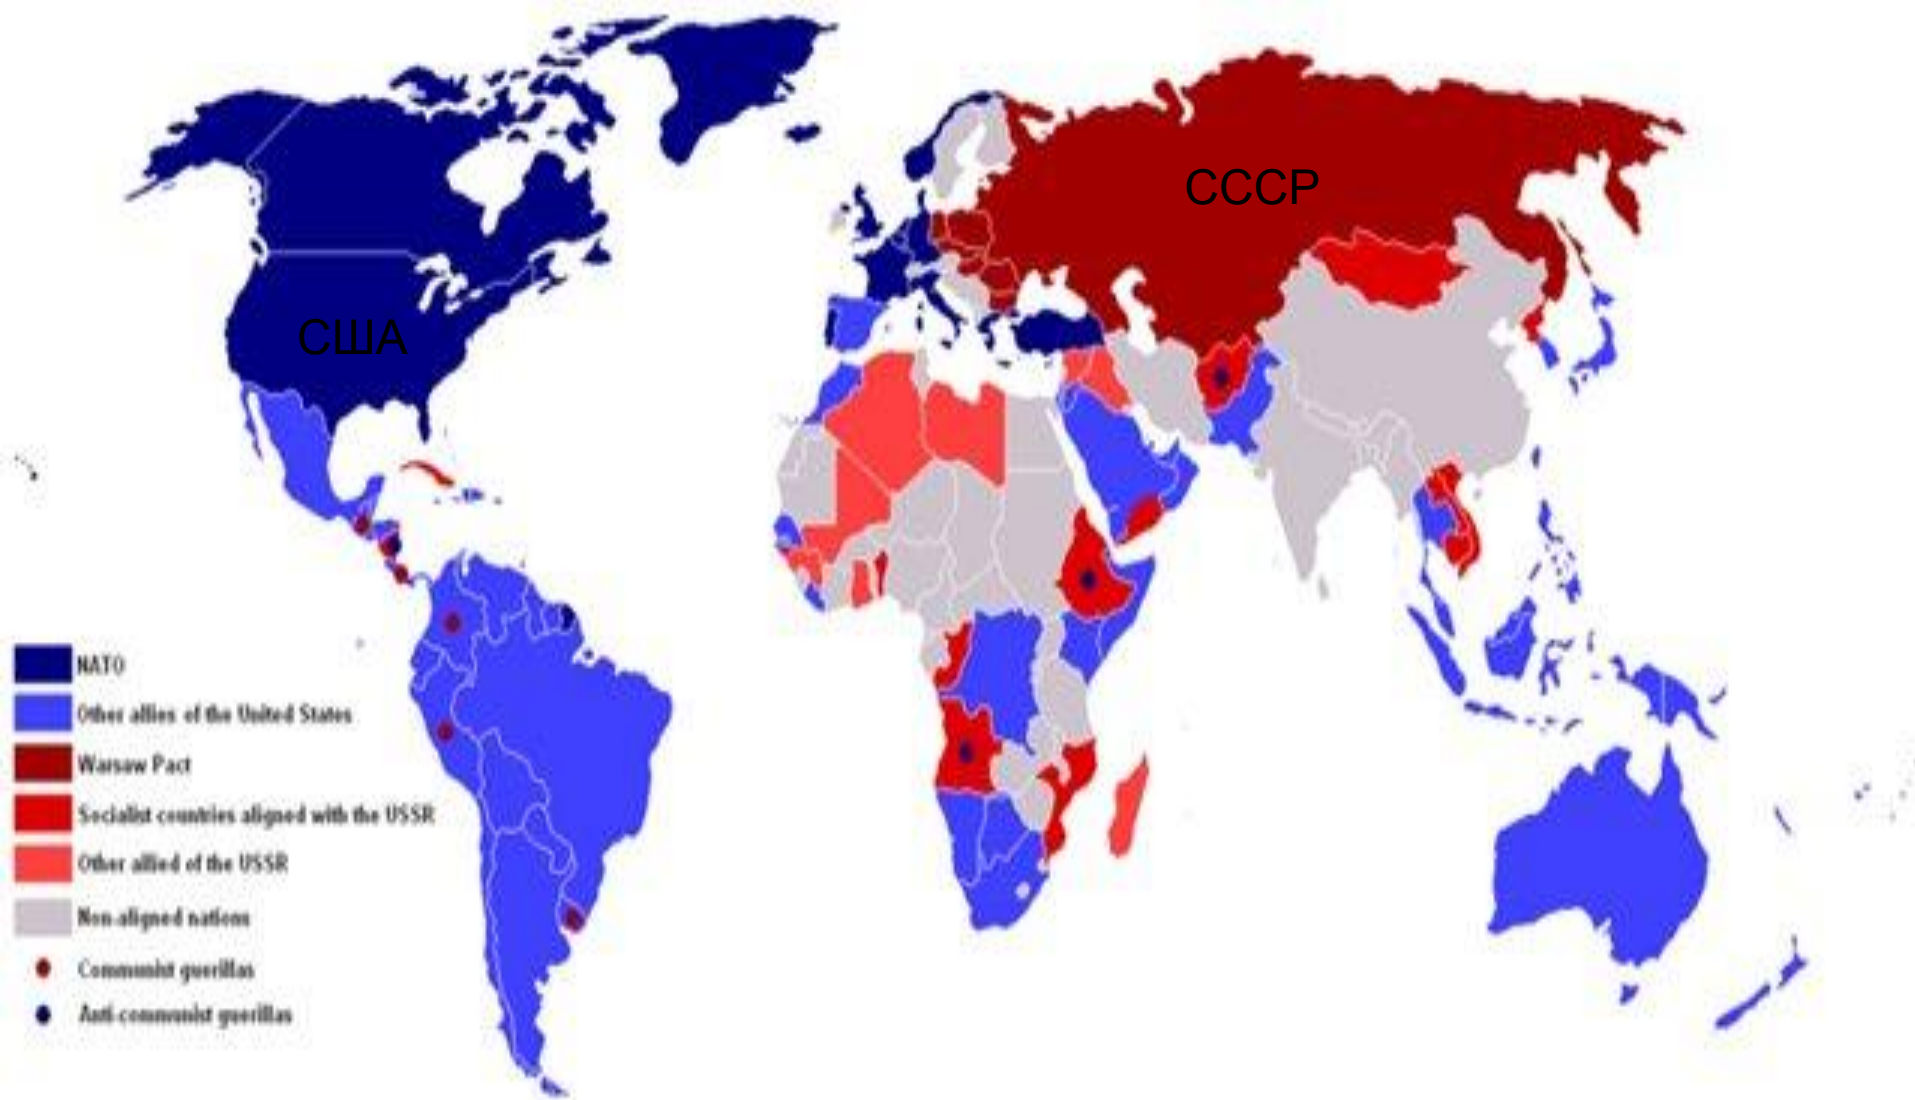 СССР
США
NATO
Other allies of the United States
Warsaw Pact
Socialist countries aligned with the USSR
Other allied of the USSR
Non-aligned nations
Communist guerillas
Anti-communist guerillas